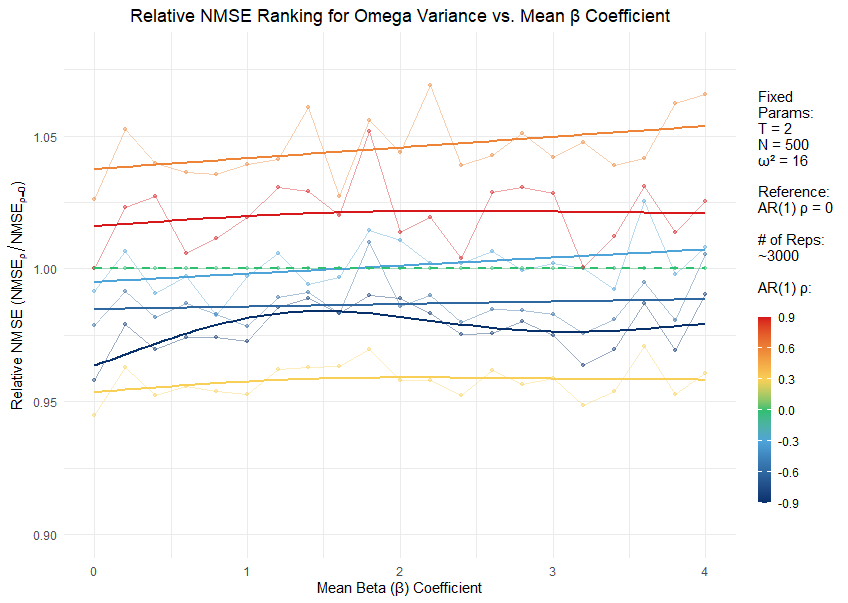 Relative NMSE Ranking for Omega Variance vs. Mean β Coefficient
Relative NMSE (NMSEρ / NMSEρ=0)
1.05
1.00
0.95
0.90
0
1
2
3
4
Mean Beta (β) Coefficient
Fixed
Params:
T = 2
N = 500
ω² = 16
Reference:
AR(1) ρ = 0
# of Reps:
~3000
AR(1) ρ:
0.9
0.6
0.3
0.0
-0.3
-0.6
-0.9